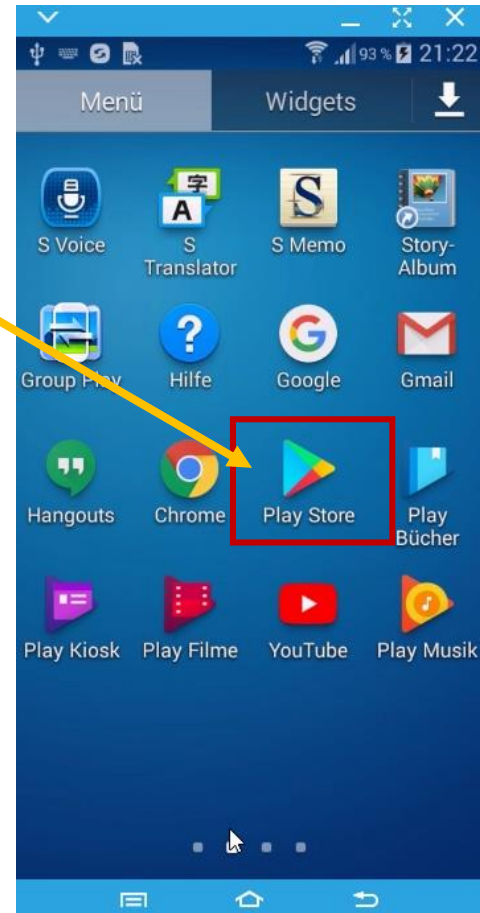 93 % 21:22
Menü Widgets
字
A
S
S Voice S Translator S Memo Story-Album
?
G
Group Play Hilfe Google Gmail
Hangouts Chrome Play Store Play Bücher
Play Kiosk Play Filme YouTube Play Musik